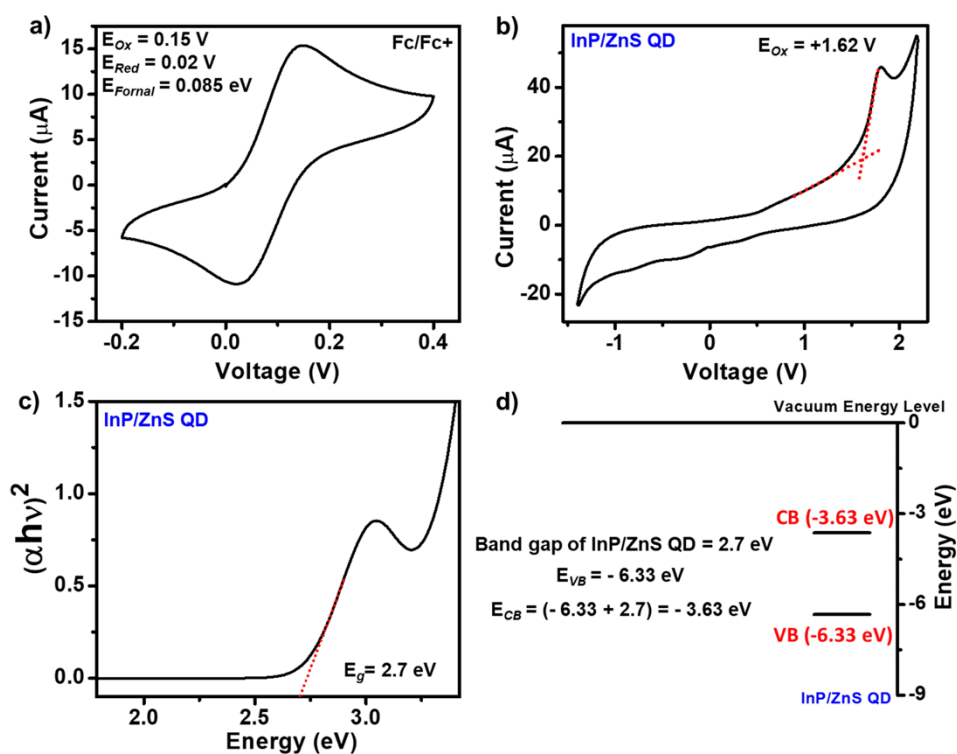 a)
E_Ox = 0.15 V
E_Red = 0.02 V
E_Fornal = 0.085 eV
Fc/Fc+
15
10
5
0
-5
-10
-15
Current (μA)
-0.2
0.0
0.2
0.4
Voltage (V)
b)
InP/ZnS QD
E_Ox = +1.62 V
40
20
0
-20
Current (μA)
-1
0
1
2
Voltage (V)
c)
InP/ZnS QD
1.5
1.0
0.5
0.0
(αhν)²
E_g= 2.7 eV
2.0
2.5
3.0
Energy (eV)
d)
Vacuum Energy Level
0
-3
-6
-9
Energy (eV)
CB (-3.63 eV)
Band gap of InP/ZnS QD = 2.7 eV
E_VB = - 6.33 eV
E_CB = (- 6.33 + 2.7) = - 3.63 eV
VB (-6.33 eV)
InP/ZnS QD